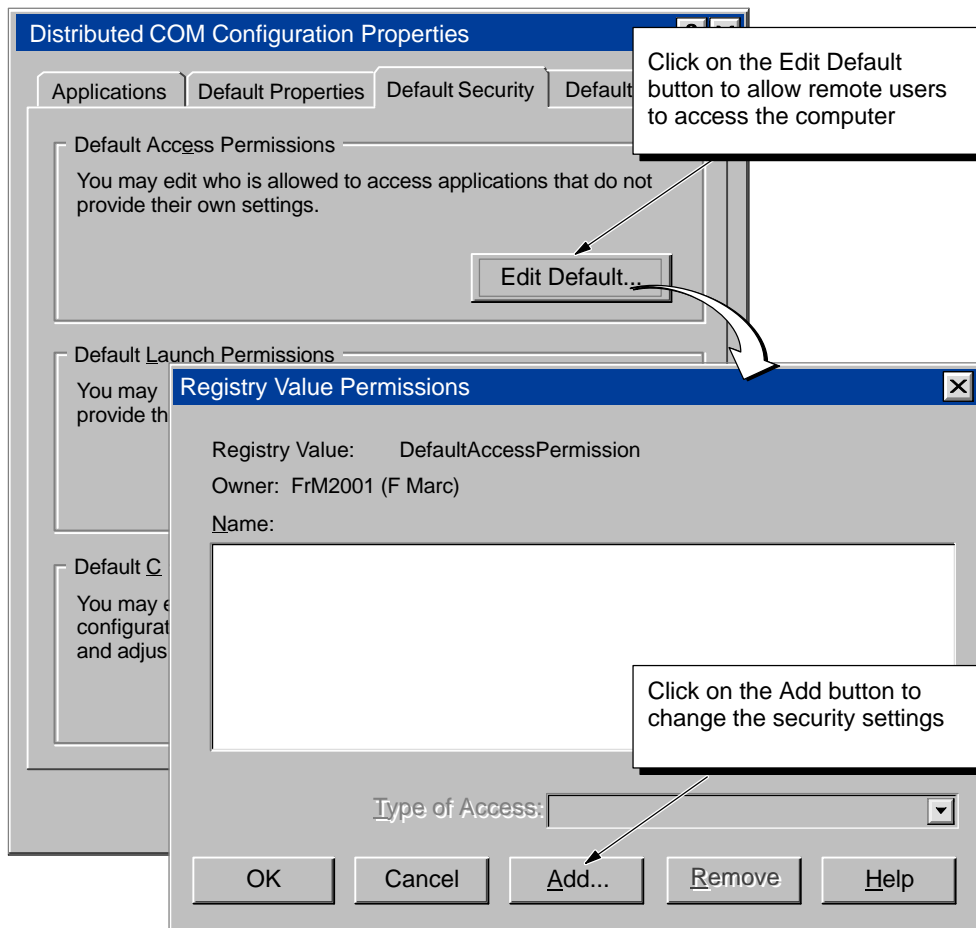 Distributed COM Configuration Properties
Click on the Edit Default
button to allow remote users
to access the computer
Applications
Default Properties
Default Security
Default
Default Access Permissions
You may edit who is allowed to access applications that do not
provide their own settings.
Edit Default...
Default Launch Permissions
You may
provide th
Registry Value Permissions
Registry Value: DefaultAccessPermission
Owner: FrM2001 (F Marc)
Name:
Default C
You may e
configurat
and adjus
Click on the Add button to
change the security settings
Type of Access:
OK
Cancel
Add...
Remove
Help